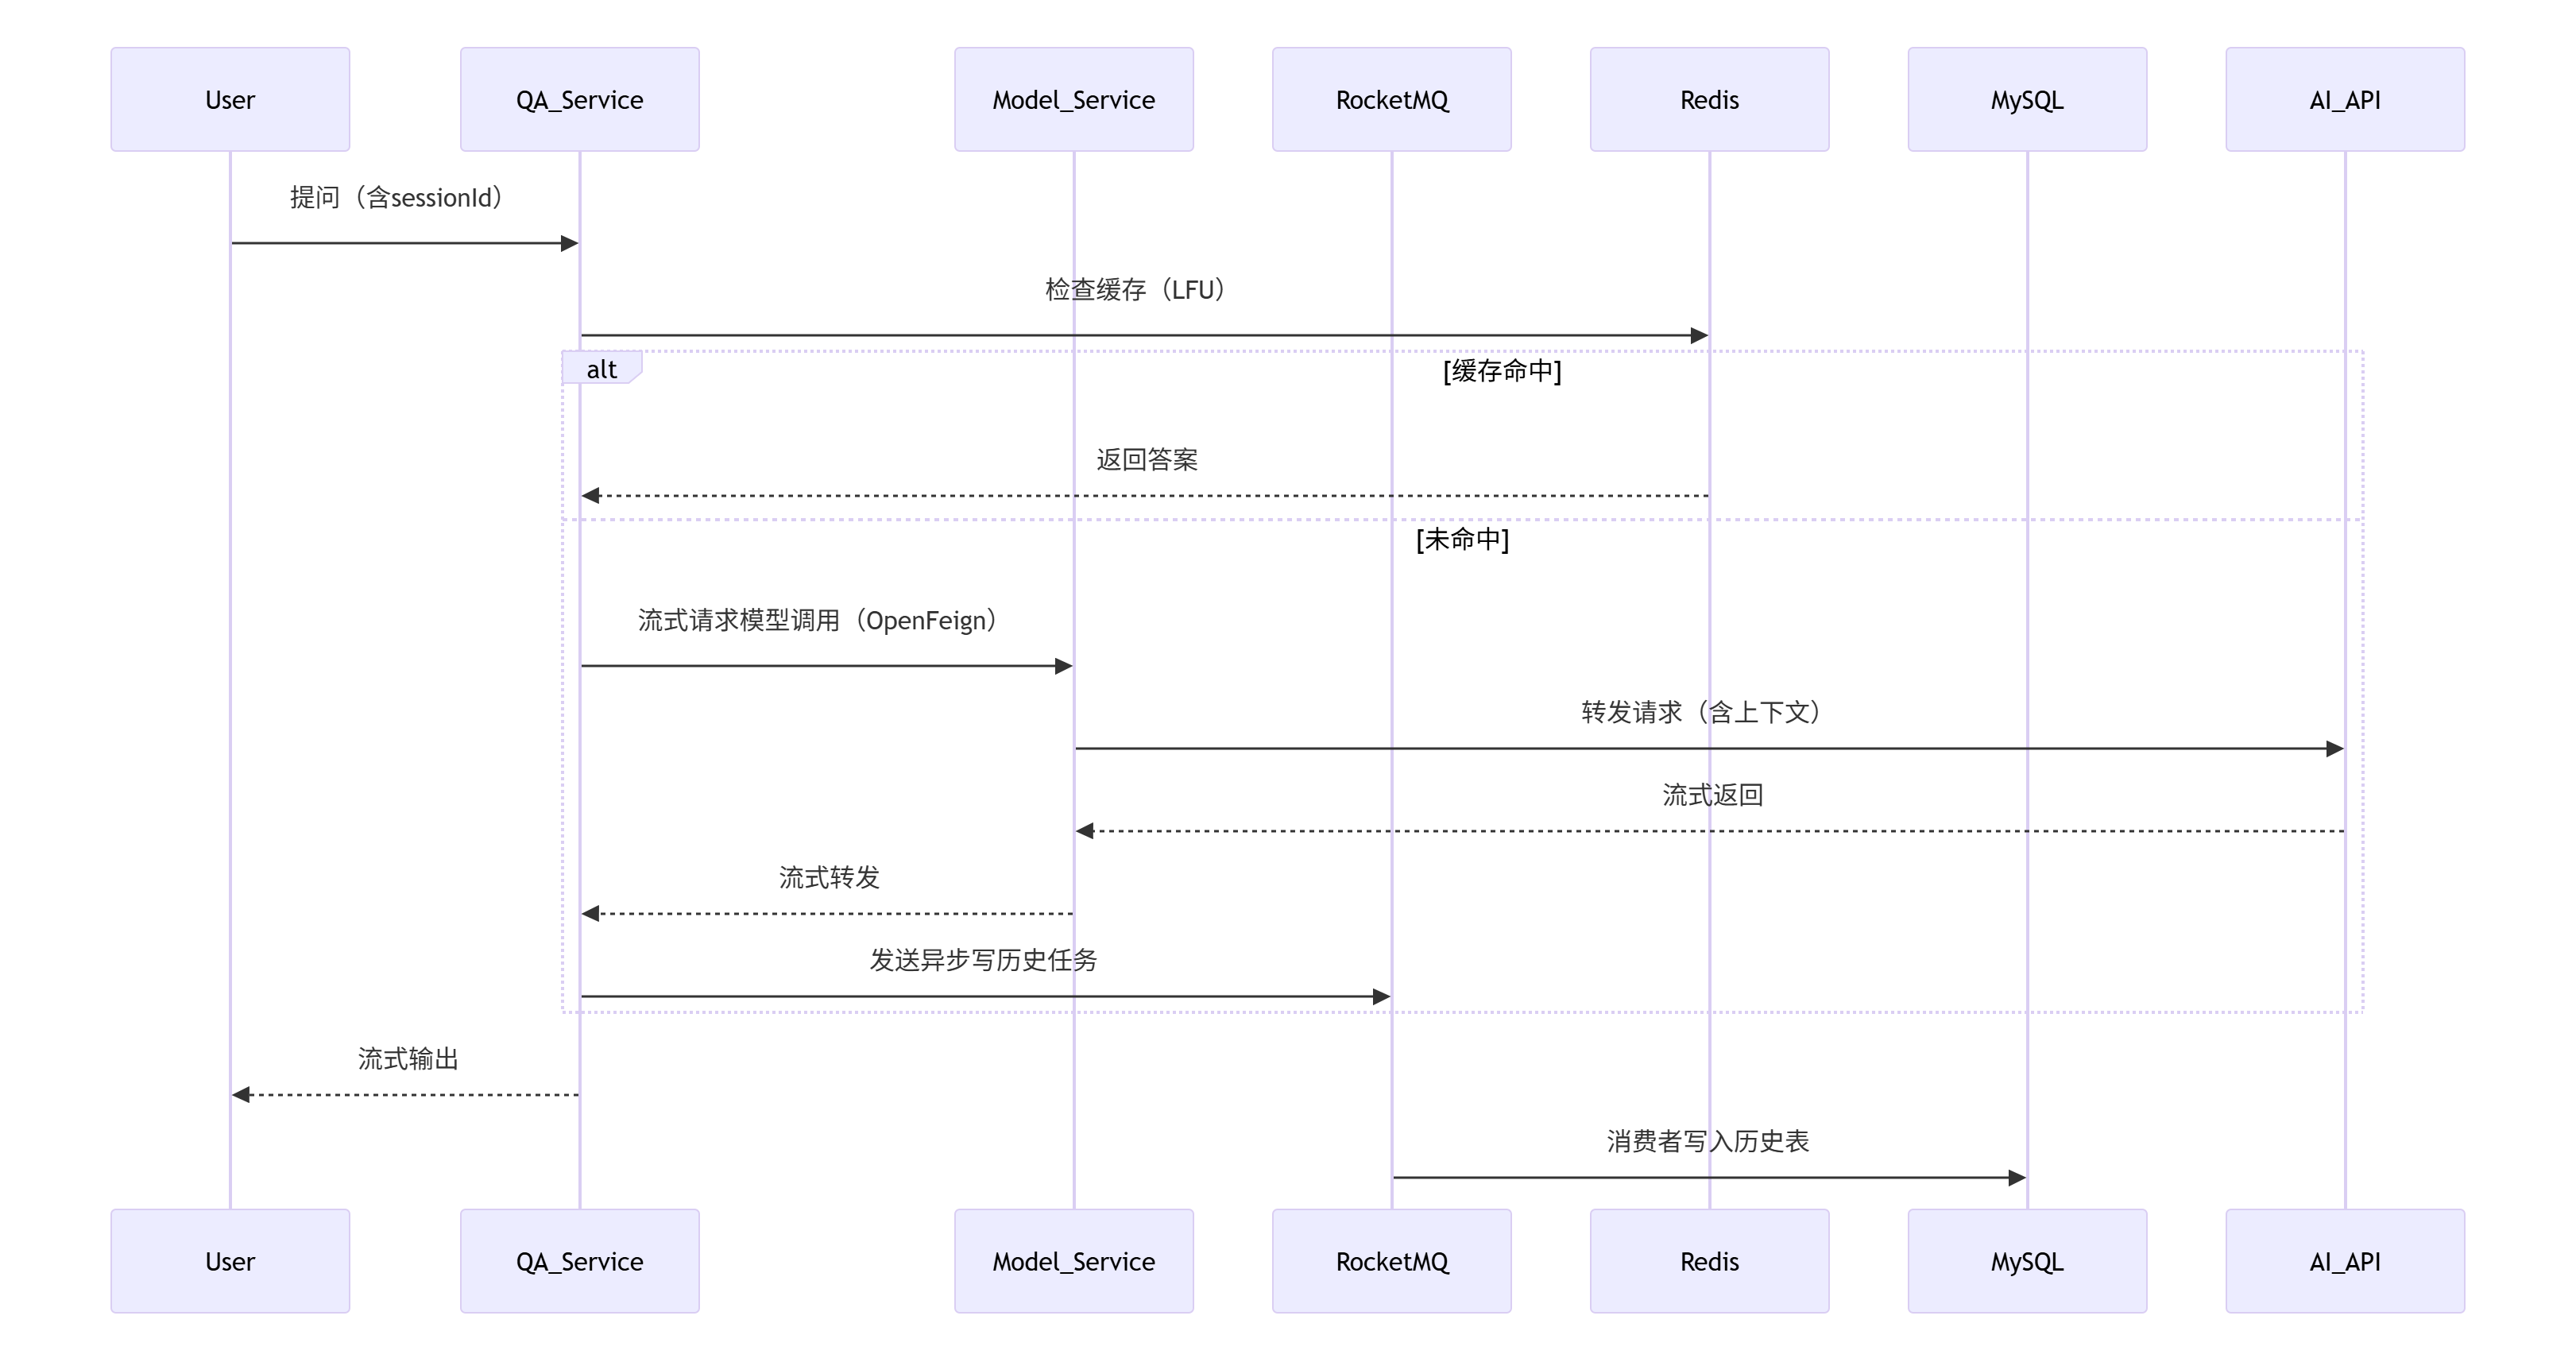 User
QA_Service
Model_Service
RocketMQ
Redis
MySQL
AI_API
提问（含sessionId）
检查缓存（LFU）
alt
[缓存命中]
返回答案
[未命中]
流式请求模型调用（OpenFeign）
转发请求（含上下文）
流式返回
流式转发
发送异步写历史任务
流式输出
消费者写入历史表
User
QA_Service
Model_Service
RocketMQ
Redis
MySQL
AI_API